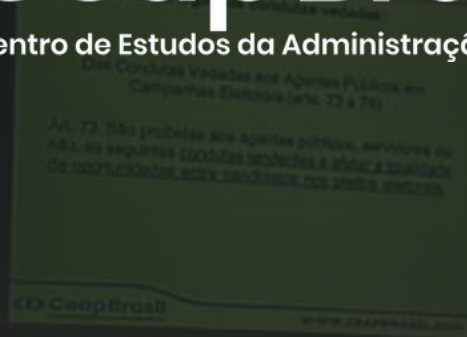 entro de Estudos da Administraçã
condutas vedadas:
Das Condutas Vedadas aos Agentes Públicos em
Campanhas Eleitorais (arts. 73 a 78)
Art. 73. São proibidas aos agentes públicos, servidores ou
não, as seguintes condutas tendentes a afetar a igualdade
de oportunidades entre candidatos nos pleitos eleitorais
CeapBrasil